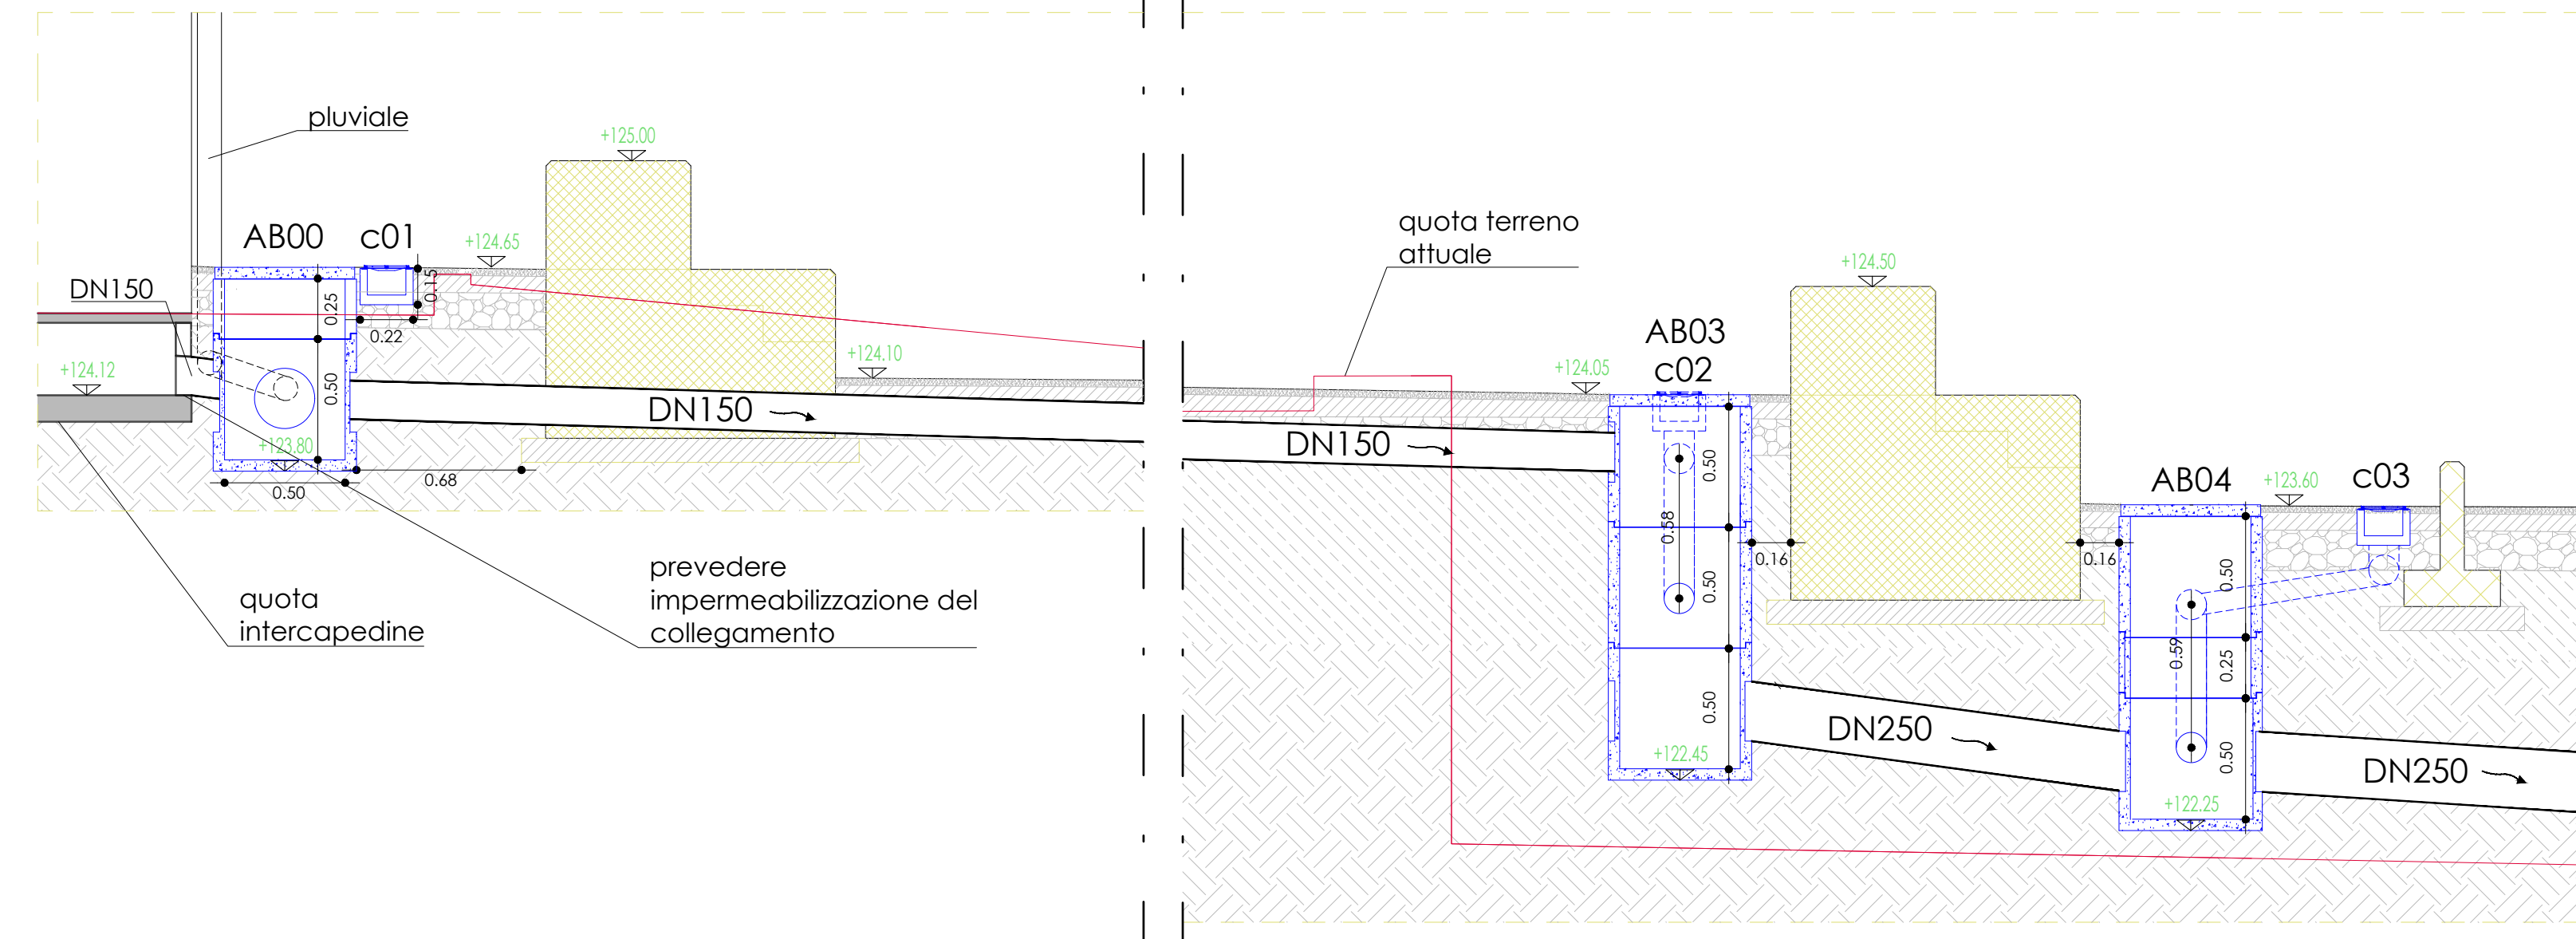 pluviale
+125.00
AB00
c01
+124.65
DN150
0.25
0.15
0.22
+124.12
0.50
+124.10
DN150
+123.80
0.50
0.68
quota
intercapedine
prevedere
impermeabilizzazione del
collegamento
quota terreno
attuale
+124.50
AB03
c02
+124.05
DN150
0.50
0.58
0.50
0.50
0.16
0.16
+122.45
AB04
+123.60
c03
0.50
0.59
0.25
0.50
DN250
DN250
+122.25